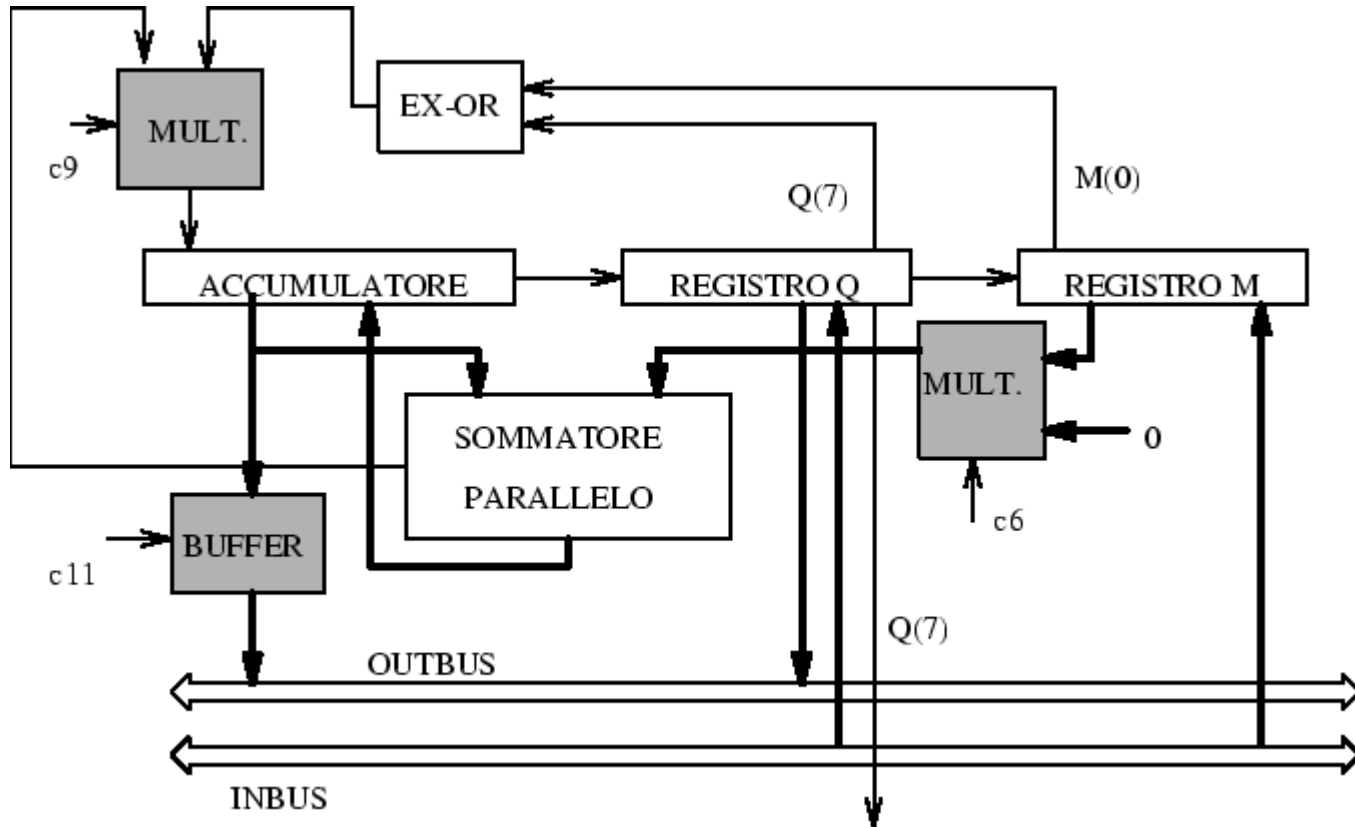 EX-OR
MULT.
c9
M(0)
Q(7)
ACCUMULATORE
REGISTRO Q
REGISTRO M
MULT.
SOMMATORE
PARALLELO
0
c6
BUFFER
c11
Q(7)
OUTBUS
INBUS